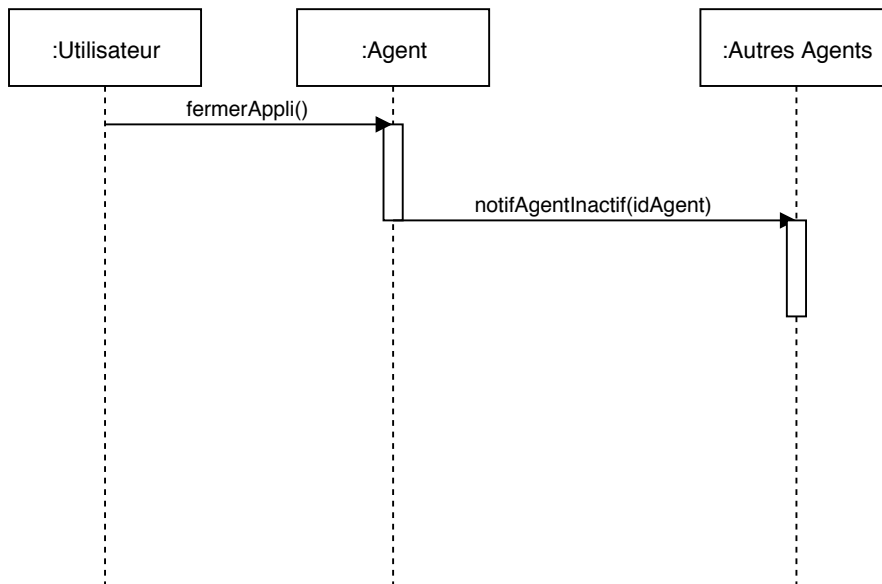 :Utilisateur
:Agent
:Autres Agents
fermerAppli()
notifAgentInactif(idAgent)